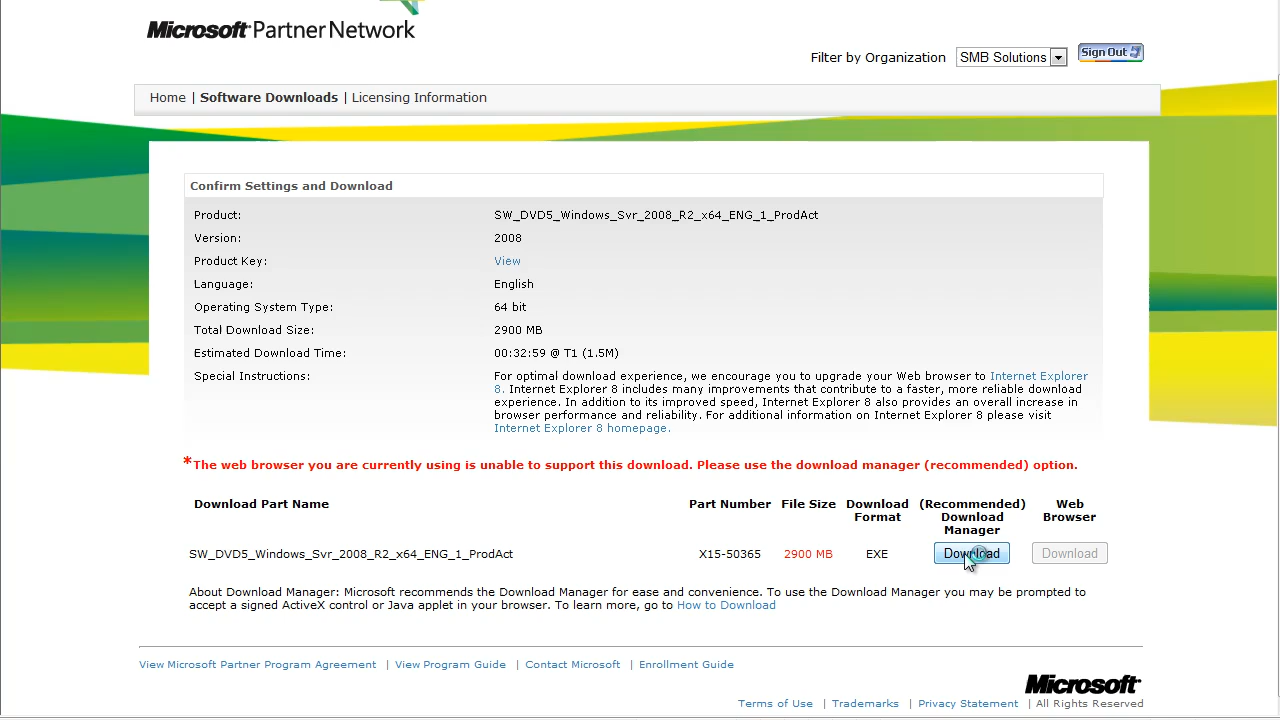 Microsoft Partner Network
Filter by Organization SMB Solutions Sign Out
Home | Software Downloads | Licensing Information
Confirm Settings and Download
Product: SW_DVD5_Windows_Svr_2008_R2_x64_ENG_1_ProdAct
Version: 2008
Product Key: View
Language: English
Operating System Type: 64 bit
Total Download Size: 2900 MB
Estimated Download Time: 00:32:59 @ T1 (1.5M)
Special Instructions: For optimal download experience, we encourage you to upgrade your Web browser to Internet Explorer
8. Internet Explorer 8 includes many improvements that contribute to a faster, more reliable download
experience. In addition to its improved speed, Internet Explorer 8 also provides an overall increase in
browser performance and reliability. For additional information on Internet Explorer 8 please visit
Internet Explorer 8 homepage.
*The web browser you are currently using is unable to support this download. Please use the download manager (recommended) option.
Download Part Name Part Number File Size Download Format (Recommended) Download Manager Web Browser
SW_DVD5_Windows_Svr_2008_R2_x64_ENG_1_ProdAct X15-50365 2900 MB EXE Download Download
About Download Manager: Microsoft recommends the Download Manager for ease and convenience. To use the Download Manager you may be prompted to
accept a signed ActiveX control or Java applet in your browser. To learn more, go to How to Download
View Microsoft Partner Program Agreement | View Program Guide | Contact Microsoft | Enrollment Guide
Microsoft
Terms of Use | Trademarks | Privacy Statement | All Rights Reserved